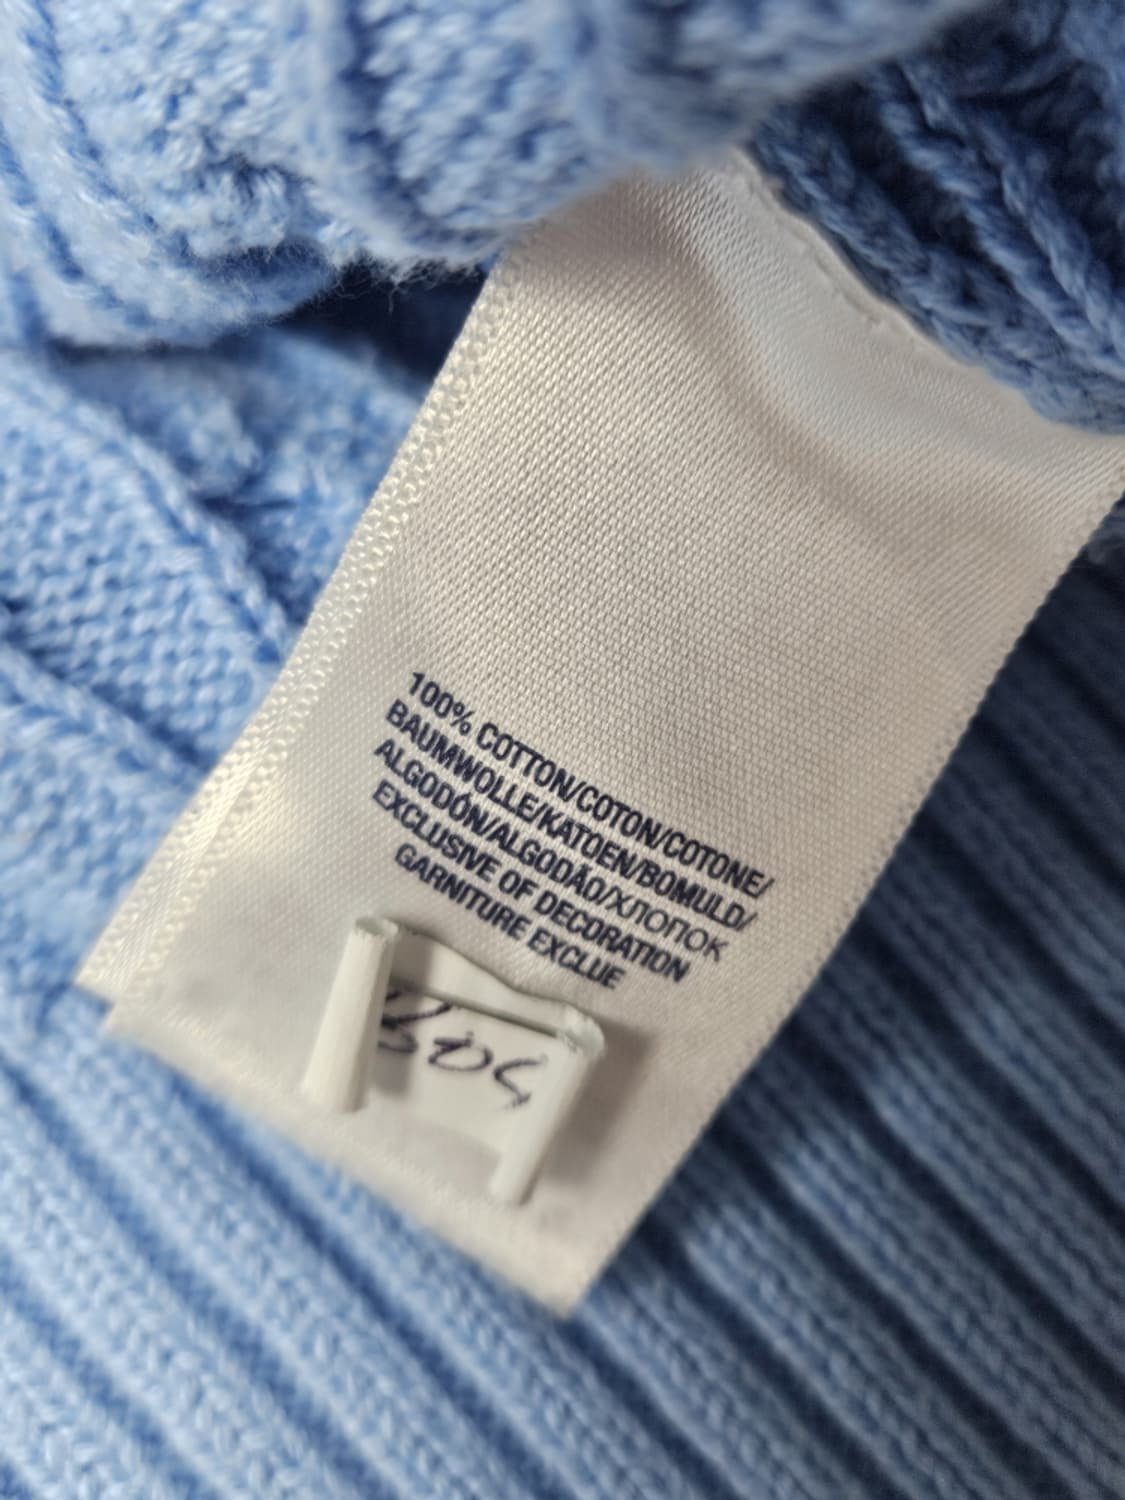 100% COTTON/COTON/COTONE/
BAUMWOLLE/KATOEN/BOMULD/
ALGODÓN/ALGODÃO/ХЛОПОК
EXCLUSIVE OF DECORATION
GARNITURE EXCLUE